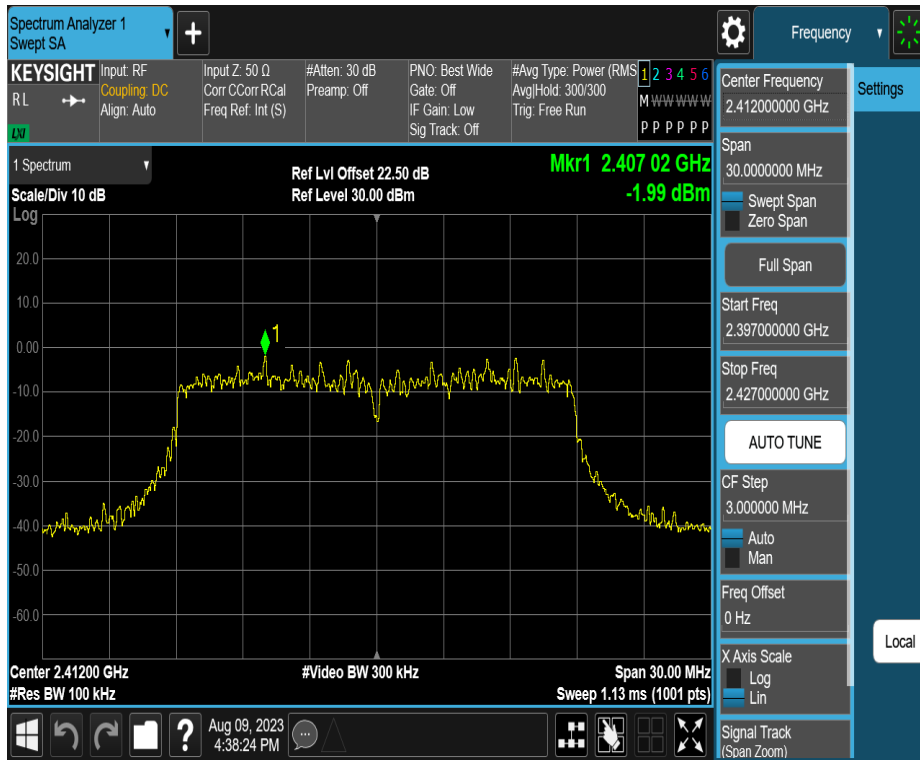 Spectrum Analyzer 1
Swept SA
+
Frequency
KEYSIGHT
R L
LXI
Input: RF
Coupling: DC
Align: Auto
Input Z: 50 Ω
Corr CCorr RCal
Freq Ref: Int (S)
#Atten: 30 dB
Preamp: Off
PNO: Best Wide
Gate: Off
IF Gain: Low
Sig Track: Off
#Avg Type: Power (RMS
Avg|Hold: 300/300
Trig: Free Run
1 2 3 4 5 6
M W W W W W
P P P P P P
Settings
1 Spectrum
Scale/Div 10 dB
Log
Ref Lvl Offset 22.50 dB
Ref Level 30.00 dBm
Mkr1 2.407 02 GHz
-1.99 dBm
20.0
10.0
0.00
-10.0
-20.0
-30.0
-40.0
-50.0
-60.0
1
Center 2.41200 GHz
#Video BW 300 kHz
Span 30.00 MHz
#Res BW 100 kHz
Sweep 1.13 ms (1001 pts)
Center Frequency
2.412000000 GHz
Span
30.0000000 MHz
Swept Span
Zero Span
Full Span
Start Freq
2.397000000 GHz
Stop Freq
2.427000000 GHz
AUTO TUNE
CF Step
3.000000 MHz
Auto
Man
Freq Offset
0 Hz
X Axis Scale
Log
Lin
Signal Track
(Span Zoom)
Local
?
Aug 09, 2023
4:38:24 PM